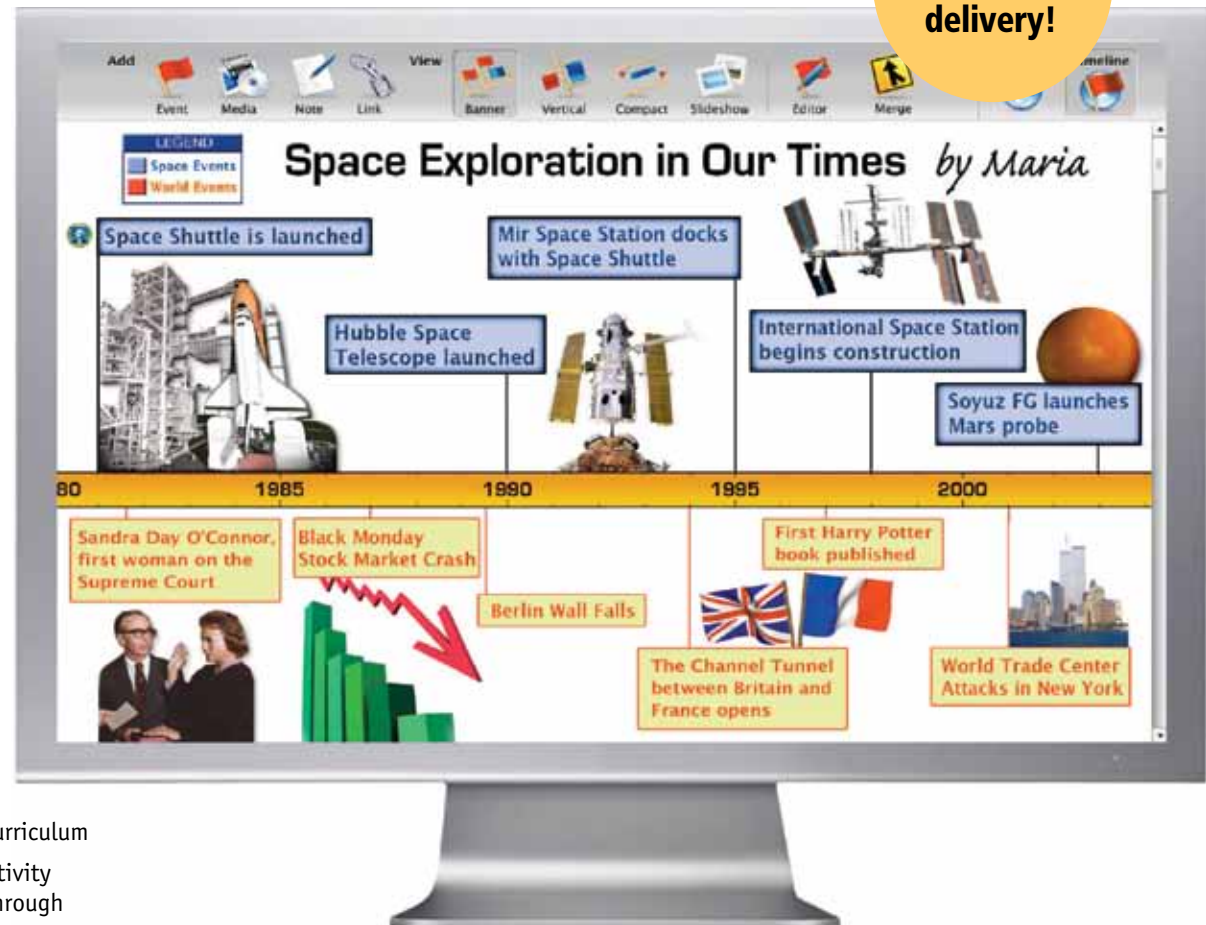 delivery!
Add
View
Event
Media
Note
Link
Banner
Vertical
Compact
Slideshow
Editor
Merge
LEGEND
Space Events
World Events
Space Exploration in Our Times by Maria
Space Shuttle is launched
Mir Space Station docks
with Space Shuttle
Hubble Space
Telescope launched
International Space Station
begins construction
Soyuz FG launches
Mars probe
80 1985 1990 1995 2000
Sandra Day O'Connor,
first woman on the
Supreme Court
Black Monday
Stock Market Crash
Berlin Wall Falls
First Harry Potter
book published
The Channel Tunnel
between Britain and
France opens
World Trade Center
Attacks in New York